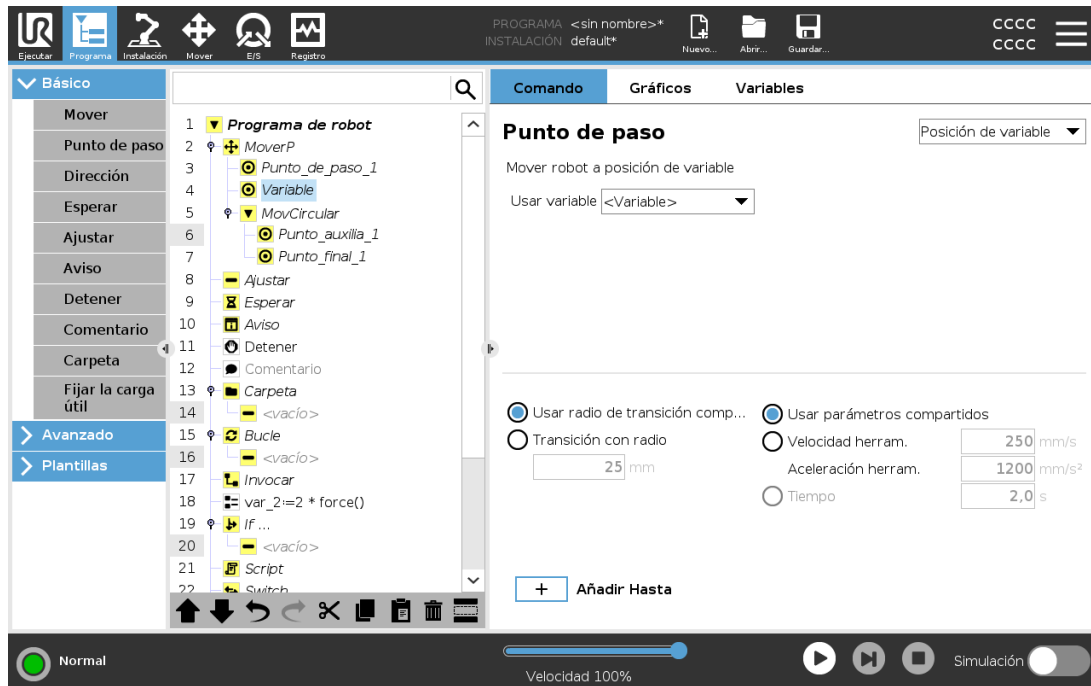 PROGRAMA <sin nombre>*
INSTALACIÓN default*
Ejecutar Programa Instalación Mover E/S Registro
Nuevo... Abrir... Guardar...
CCCC
CCCC
Básico
Mover
Punto de paso
Dirección
Esperar
Ajustar
Aviso
Detener
Comentario
Carpeta
Fijar la carga
útil
Avanzado
Plantillas
1 Programa de robot
2 MoverP
3 Punto_de_paso_1
4 Variable
5 MovCircular
6 Punto_auxilia_1
7 Punto_final_1
8 Ajustar
9 Esperar
10 Aviso
11 Detener
12 Comentario
13 Carpeta
14 <vacío>
15 Bucle
16 <vacío>
17 Invocar
18 var_2:=2 * force()
19 If ...
20 <vacío>
21 Script
22 Switch
Comando Gráficos Variables
Punto de paso
Posición de variable
Mover robot a posición de variable
Usar variable <Variable>
Usar radio de transición comp...
Transición con radio
25 mm
Usar parámetros compartidos
Velocidad herram. 250 mm/s
Aceleración herram. 1200 mm/s²
Tiempo 2,0 s
+ Añadir Hasta
Normal
Velocidad 100%
Simulación